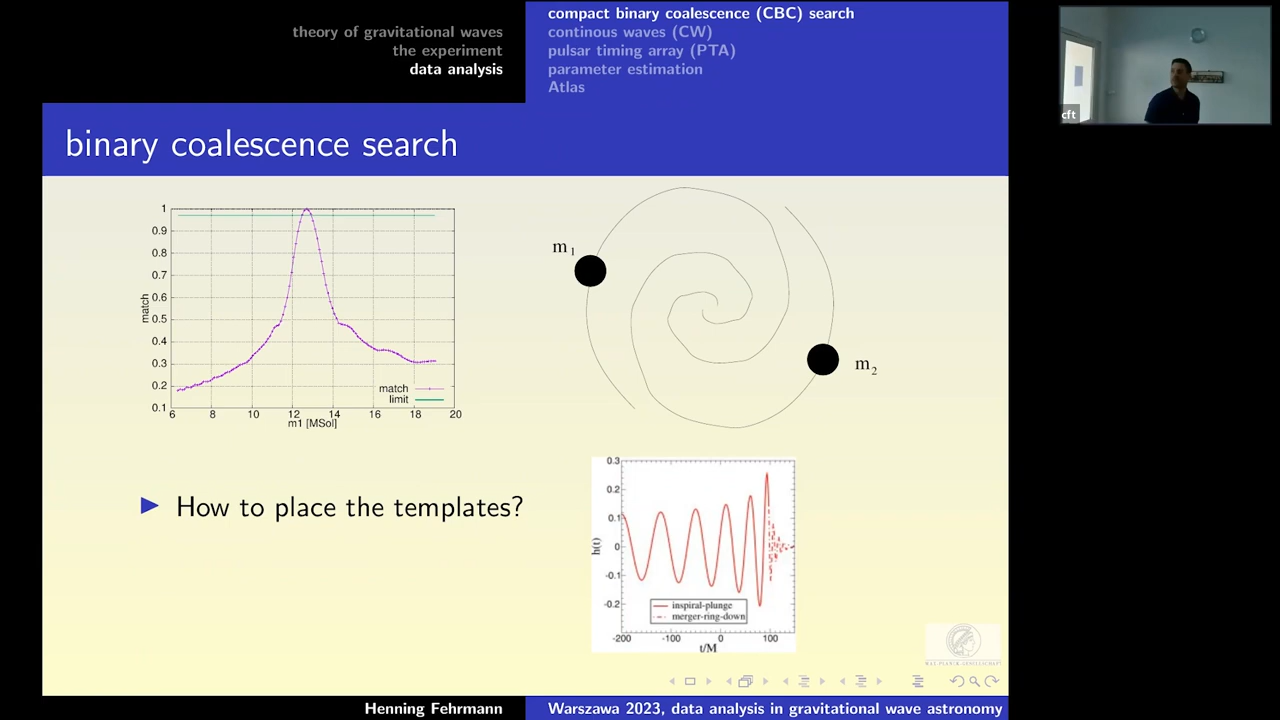 theory of gravitational waves
the experiment
data analysis
compact binary coalescence (CBC) search
continous waves (CW)
pulsar timing array (PTA)
parameter estimation
Atlas
cft
binary coalescence search
1
0.9
0.8
0.7
0.6
0.5
0.4
0.3
0.2
0.1
match
match
limit
6 8 10 12 14 16 18 20
m1 [MSol]
m1
m2
How to place the templates?
0.3
0.2
0.1
0
-0.1
-0.2
h(t)
inspiral-plunge
merger-ring-down
-200 -100 0 100
t/M
MAX-PLANCK-GESELLSCHAFT
Henning Fehrmann
Warszawa 2023, data analysis in gravitational wave astronomy